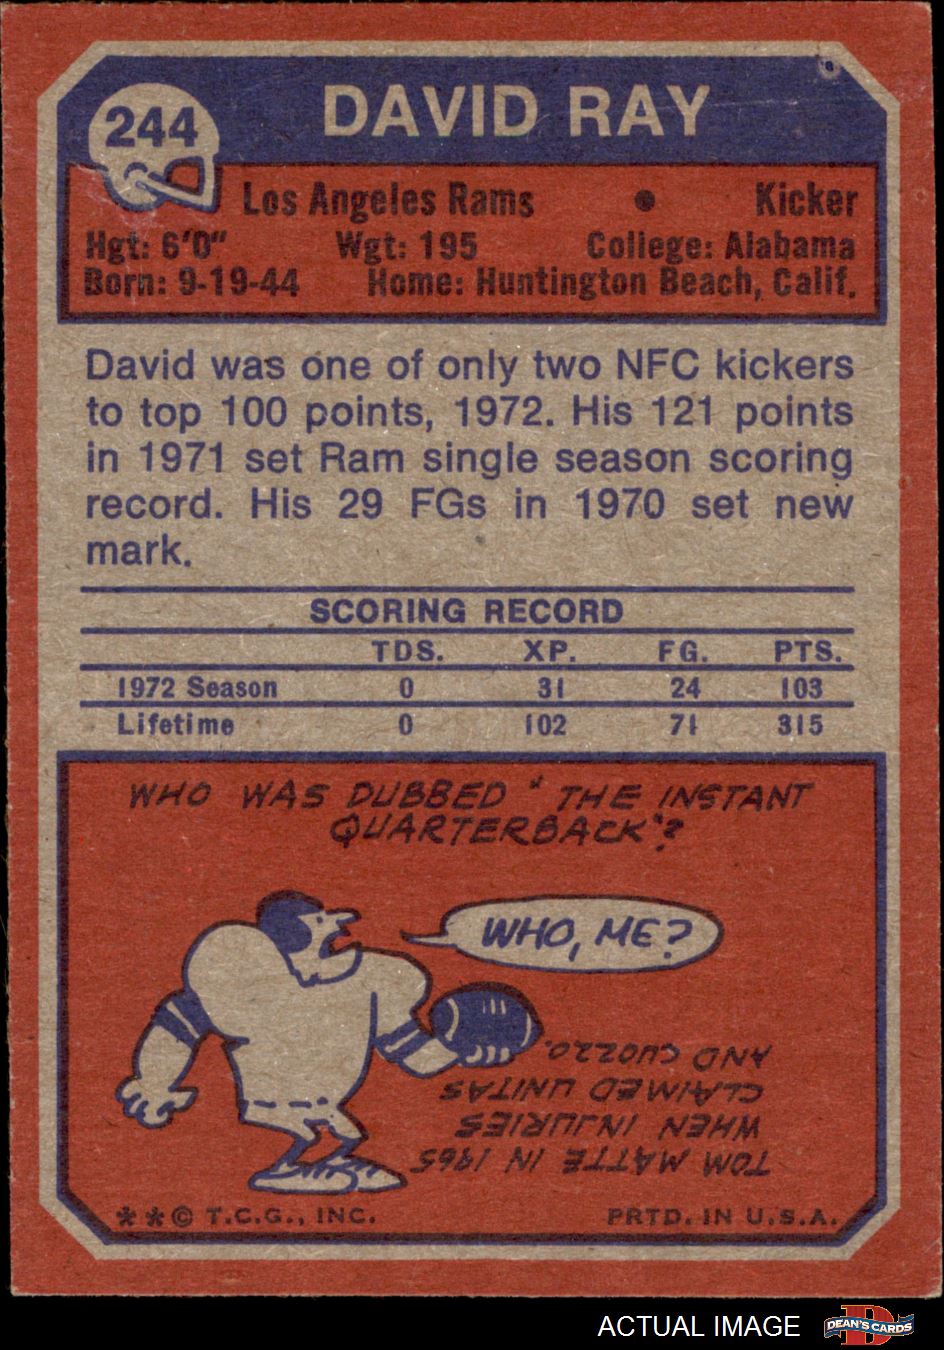 244
DAVID RAY
Los Angeles Rams • Kicker
Hgt: 6'0" Wgt: 195 College: Alabama
Born: 9-19-44 Home: Huntington Beach, Calif.
David was one of only two NFC kickers
to top 100 points, 1972. His 121 points
in 1971 set Ram single season scoring
record. His 29 FGs in 1970 set new
mark.
SCORING RECORD
TDS. XP. FG. PTS.
1972 Season 0 31 24 103
Lifetime 0 102 71 315
WHO WAS DUBBED "THE INSTANT
QUARTERBACK"?
WHO, ME?
TOM MATTE IN 1965
WHEN INJURIES
CLAIMED UNITAS
AND CUOZZO.
**© T.C.G., INC. PRTD. IN U.S.A.
ACTUAL IMAGE
DEAN'S CARDS